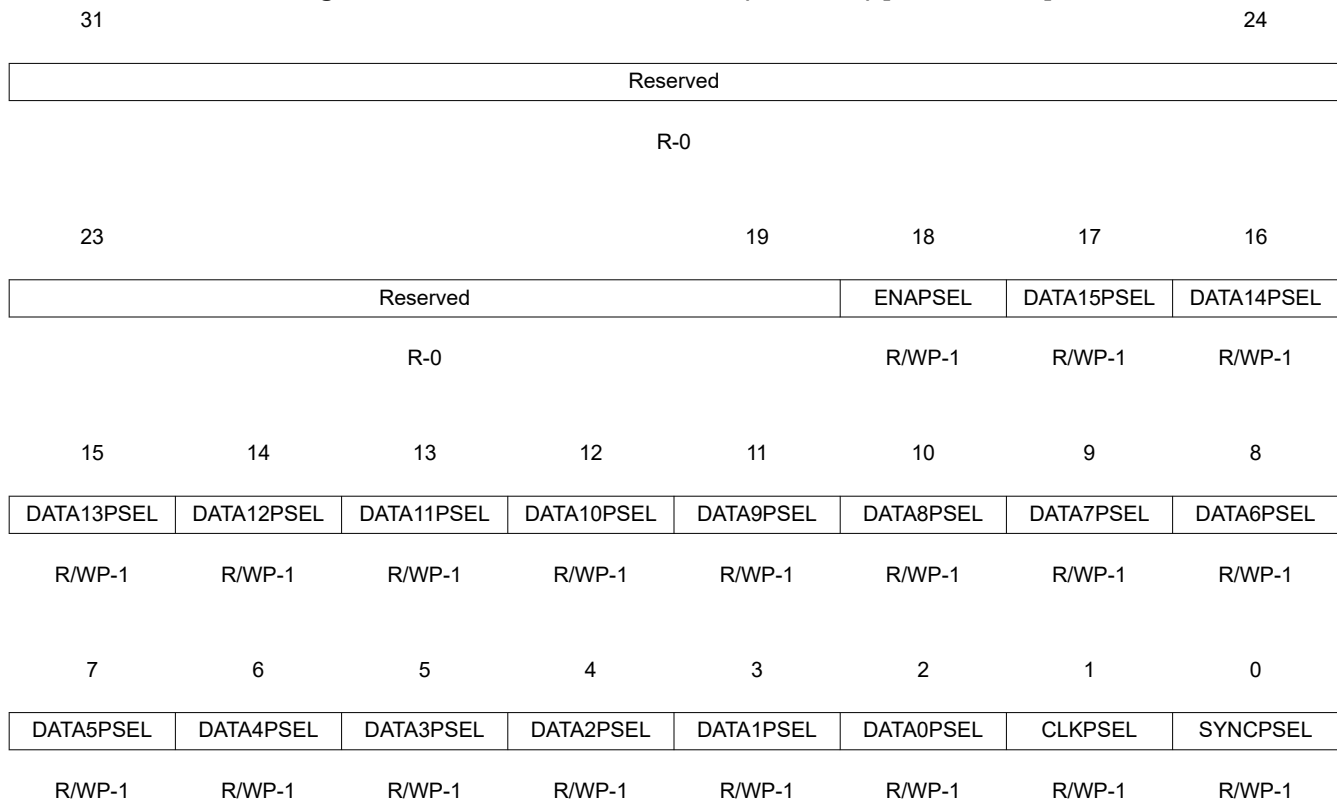 31 24
Reserved
R-0
23 19 18 17 16
Reserved ENAPSEL DATA15PSEL DATA14PSEL
R-0 R/WP-1 R/WP-1 R/WP-1
15 14 13 12 11 10 9 8
DATA13PSEL DATA12PSEL DATA11PSEL DATA10PSEL DATA9PSEL DATA8PSEL DATA7PSEL DATA6PSEL
R/WP-1 R/WP-1 R/WP-1 R/WP-1 R/WP-1 R/WP-1 R/WP-1 R/WP-1
7 6 5 4 3 2 1 0
DATA5PSEL DATA4PSEL DATA3PSEL DATA2PSEL DATA1PSEL DATA0PSEL CLKPSEL SYNCPSEL
R/WP-1 R/WP-1 R/WP-1 R/WP-1 R/WP-1 R/WP-1 R/WP-1 R/WP-1